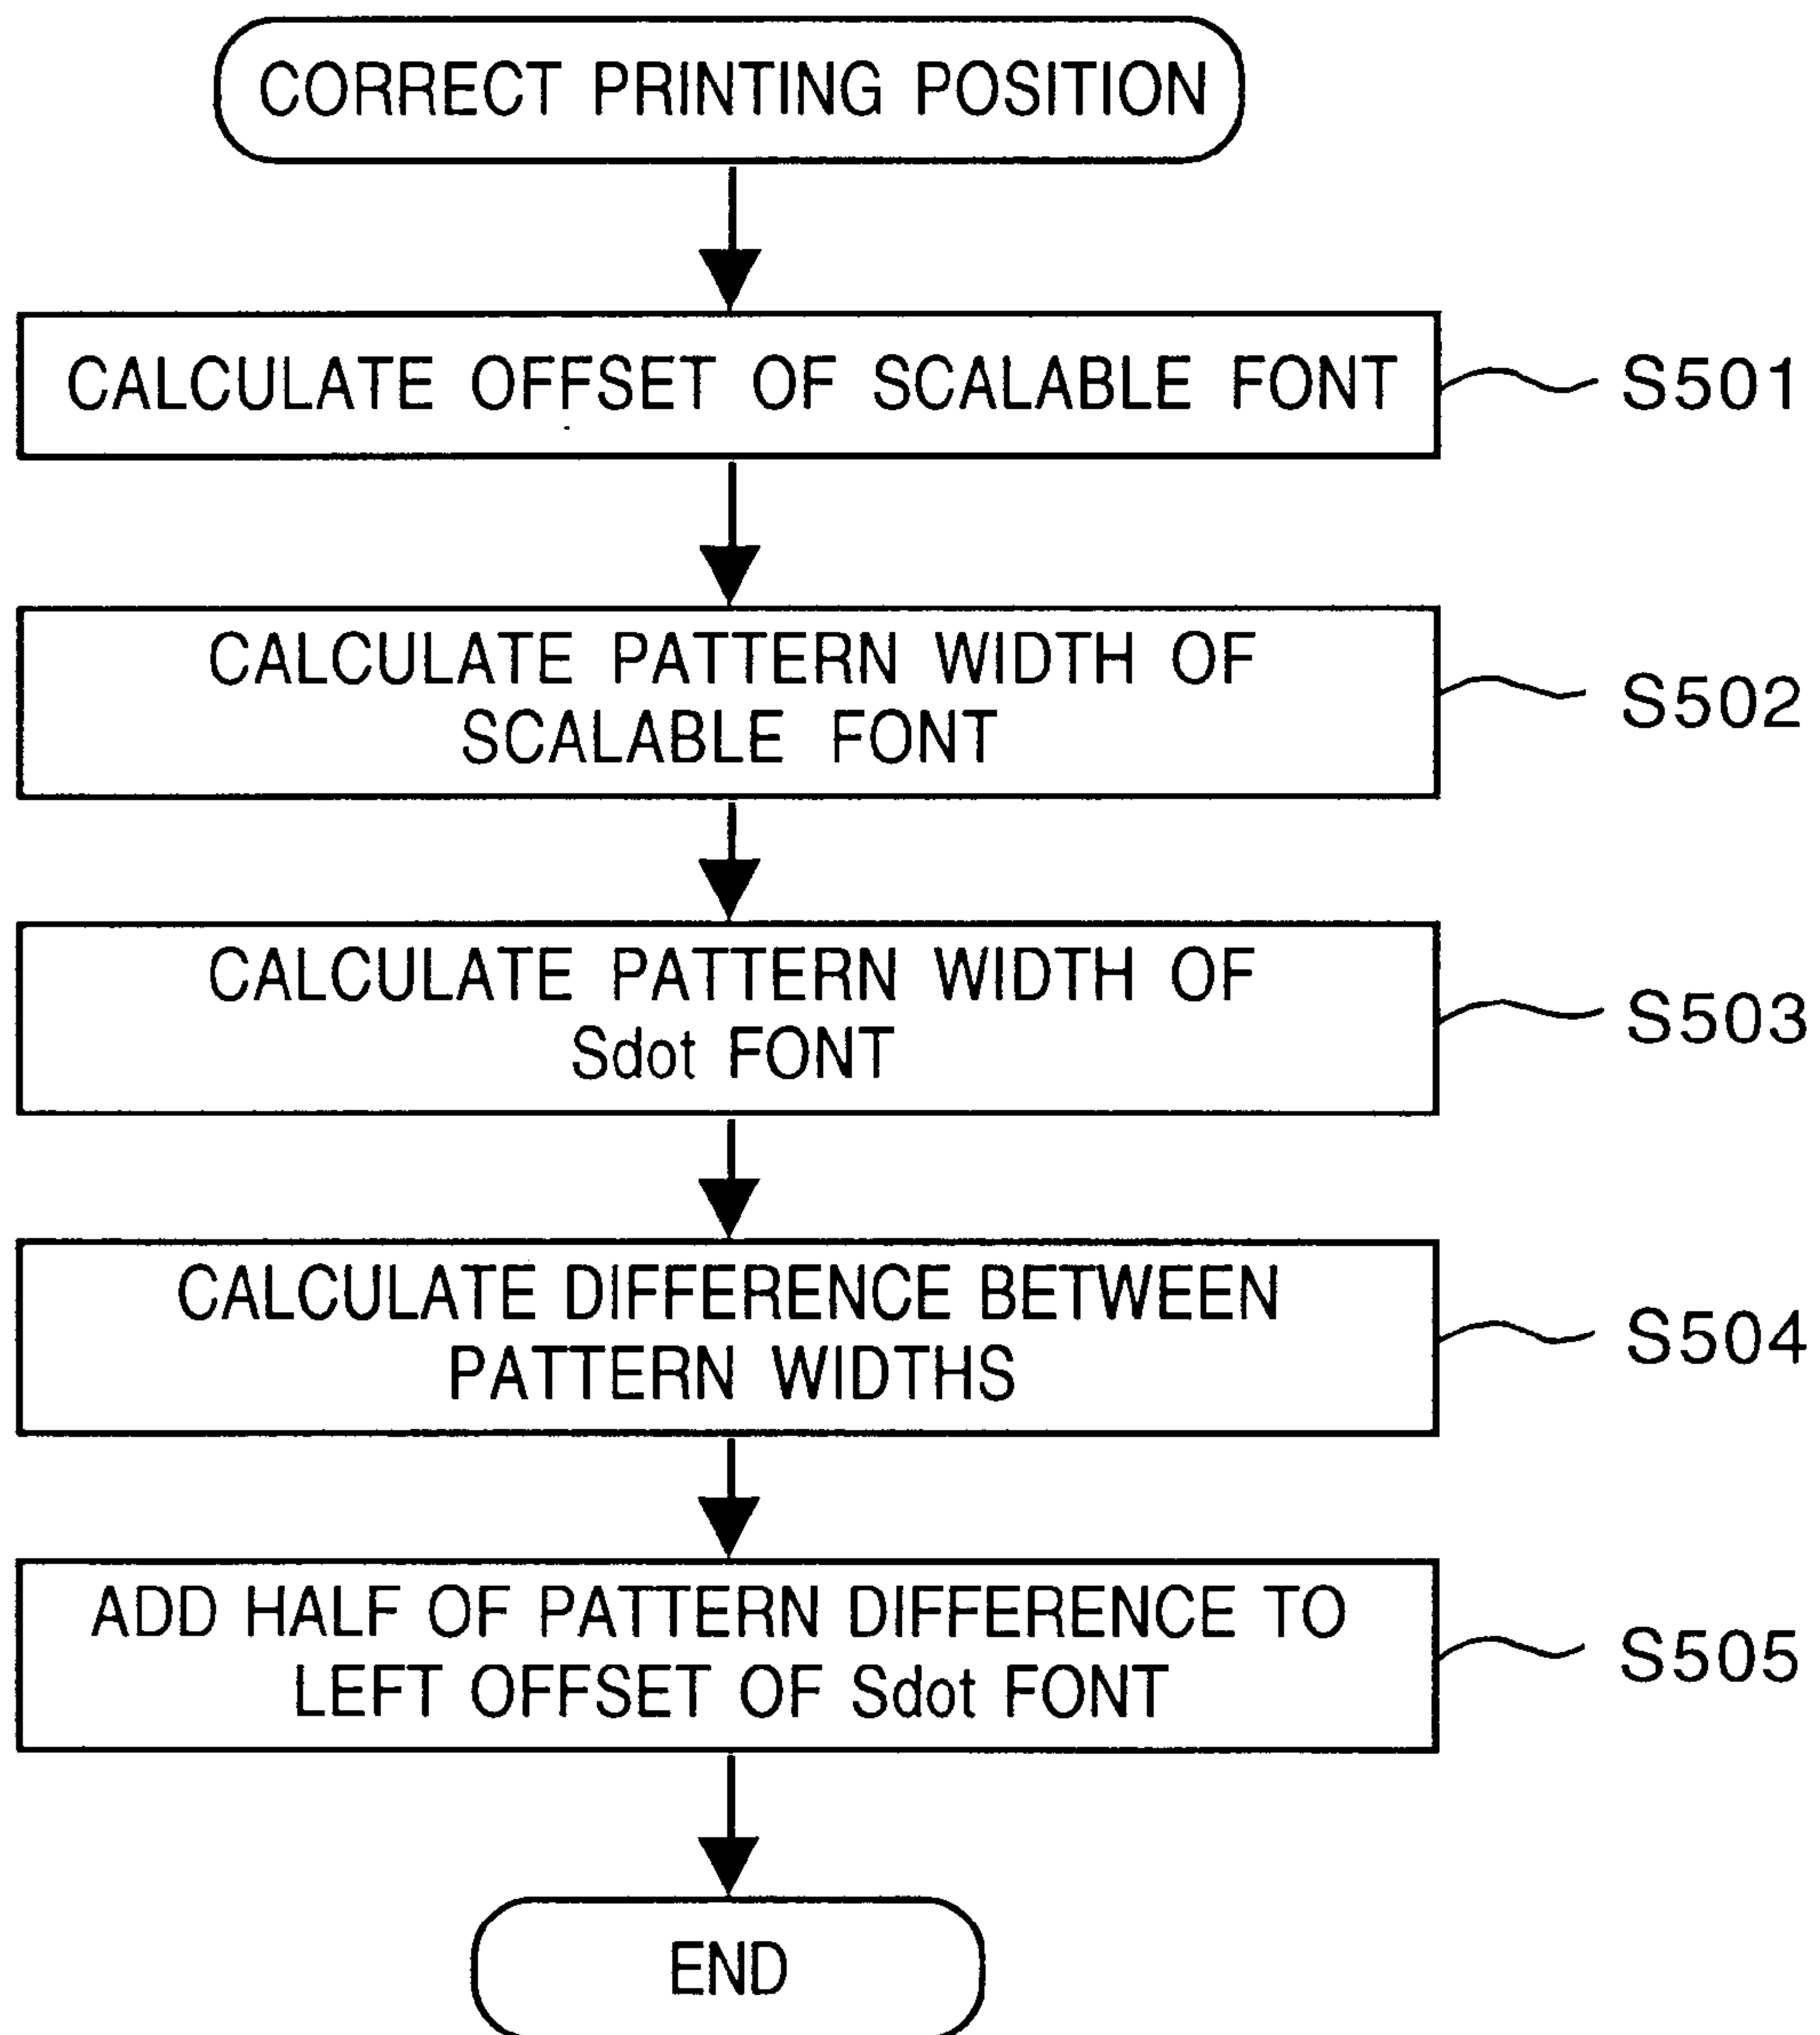 CORRECT PRINTING POSITION
CALCULATE OFFSET OF SCALABLE FONT
S501
CALCULATE PATTERN WIDTH OF
SCALABLE FONT
S502
CALCULATE PATTERN WIDTH OF
Sdot FONT
S503
CALCULATE DIFFERENCE BETWEEN
PATTERN WIDTHS
S504
ADD HALF OF PATTERN DIFFERENCE TO
LEFT OFFSET OF Sdot FONT
S505
END